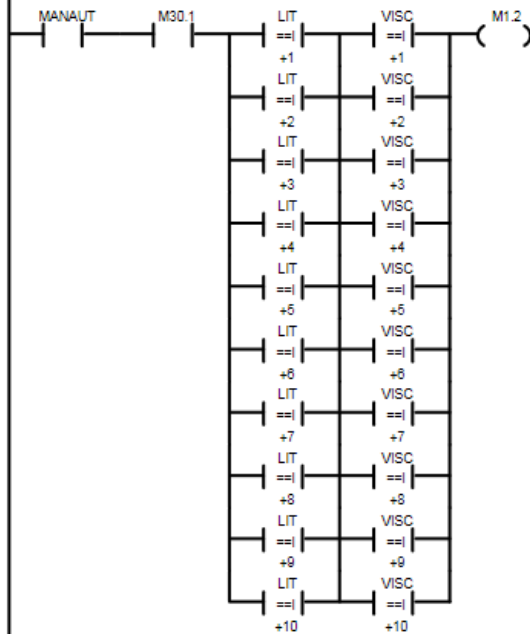 MANAUT M30.1 LIT VISC M1.2
==I ==I
+1 +1
LIT VISC
==I ==I
+2 +2
LIT VISC
==I ==I
+3 +3
LIT VISC
==I ==I
+4 +4
LIT VISC
==I ==I
+5 +5
LIT VISC
==I ==I
+6 +6
LIT VISC
==I ==I
+7 +7
LIT VISC
==I ==I
+8 +8
LIT VISC
==I ==I
+9 +9
LIT VISC
==I ==I
+10 +10